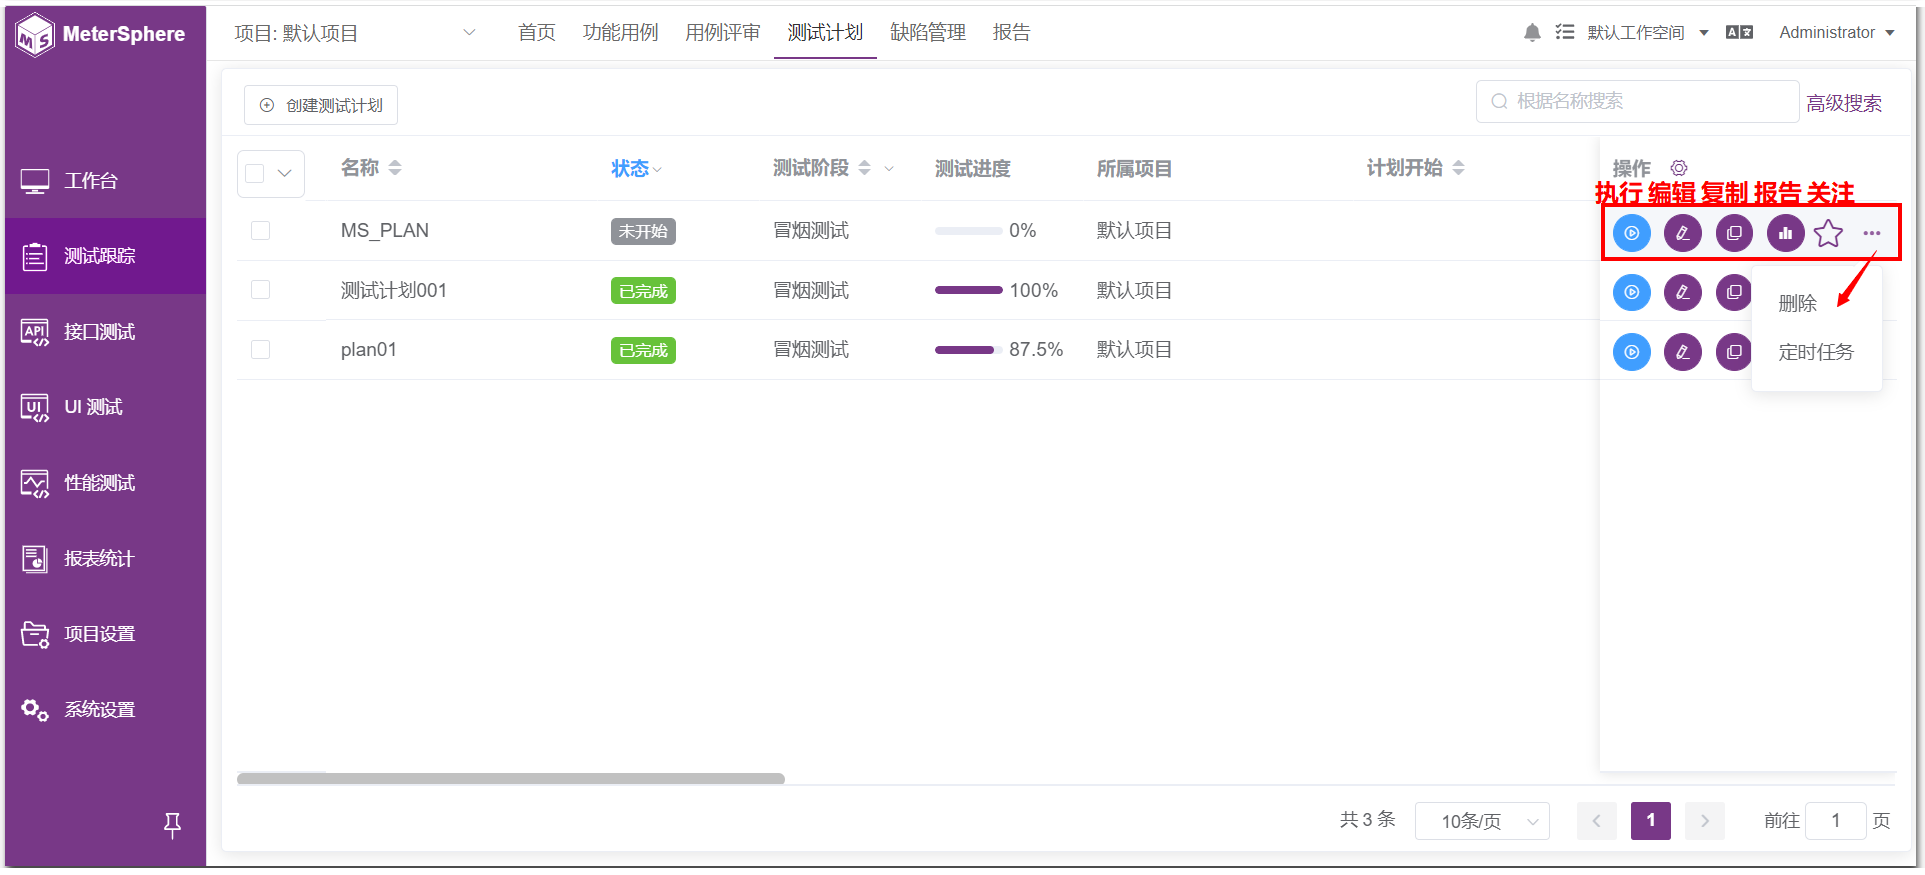 MeterSphere
项目: 默认项目
首页
功能用例
用例评审
测试计划
缺陷管理
报告
默认工作空间
Administrator
创建测试计划
根据名称搜索
高级搜索
工作台
测试跟踪
接口测试
UI 测试
性能测试
报表统计
项目设置
系统设置
名称
状态
测试阶段
测试进度
所属项目
计划开始
操作
执行 编辑 复制 报告 关注
MS_PLAN
未开始
冒烟测试
0%
默认项目
测试计划001
已完成
冒烟测试
100%
默认项目
删除
plan01
已完成
冒烟测试
87.5%
默认项目
定时任务
共 3 条
10条/页
1
前往
1
页